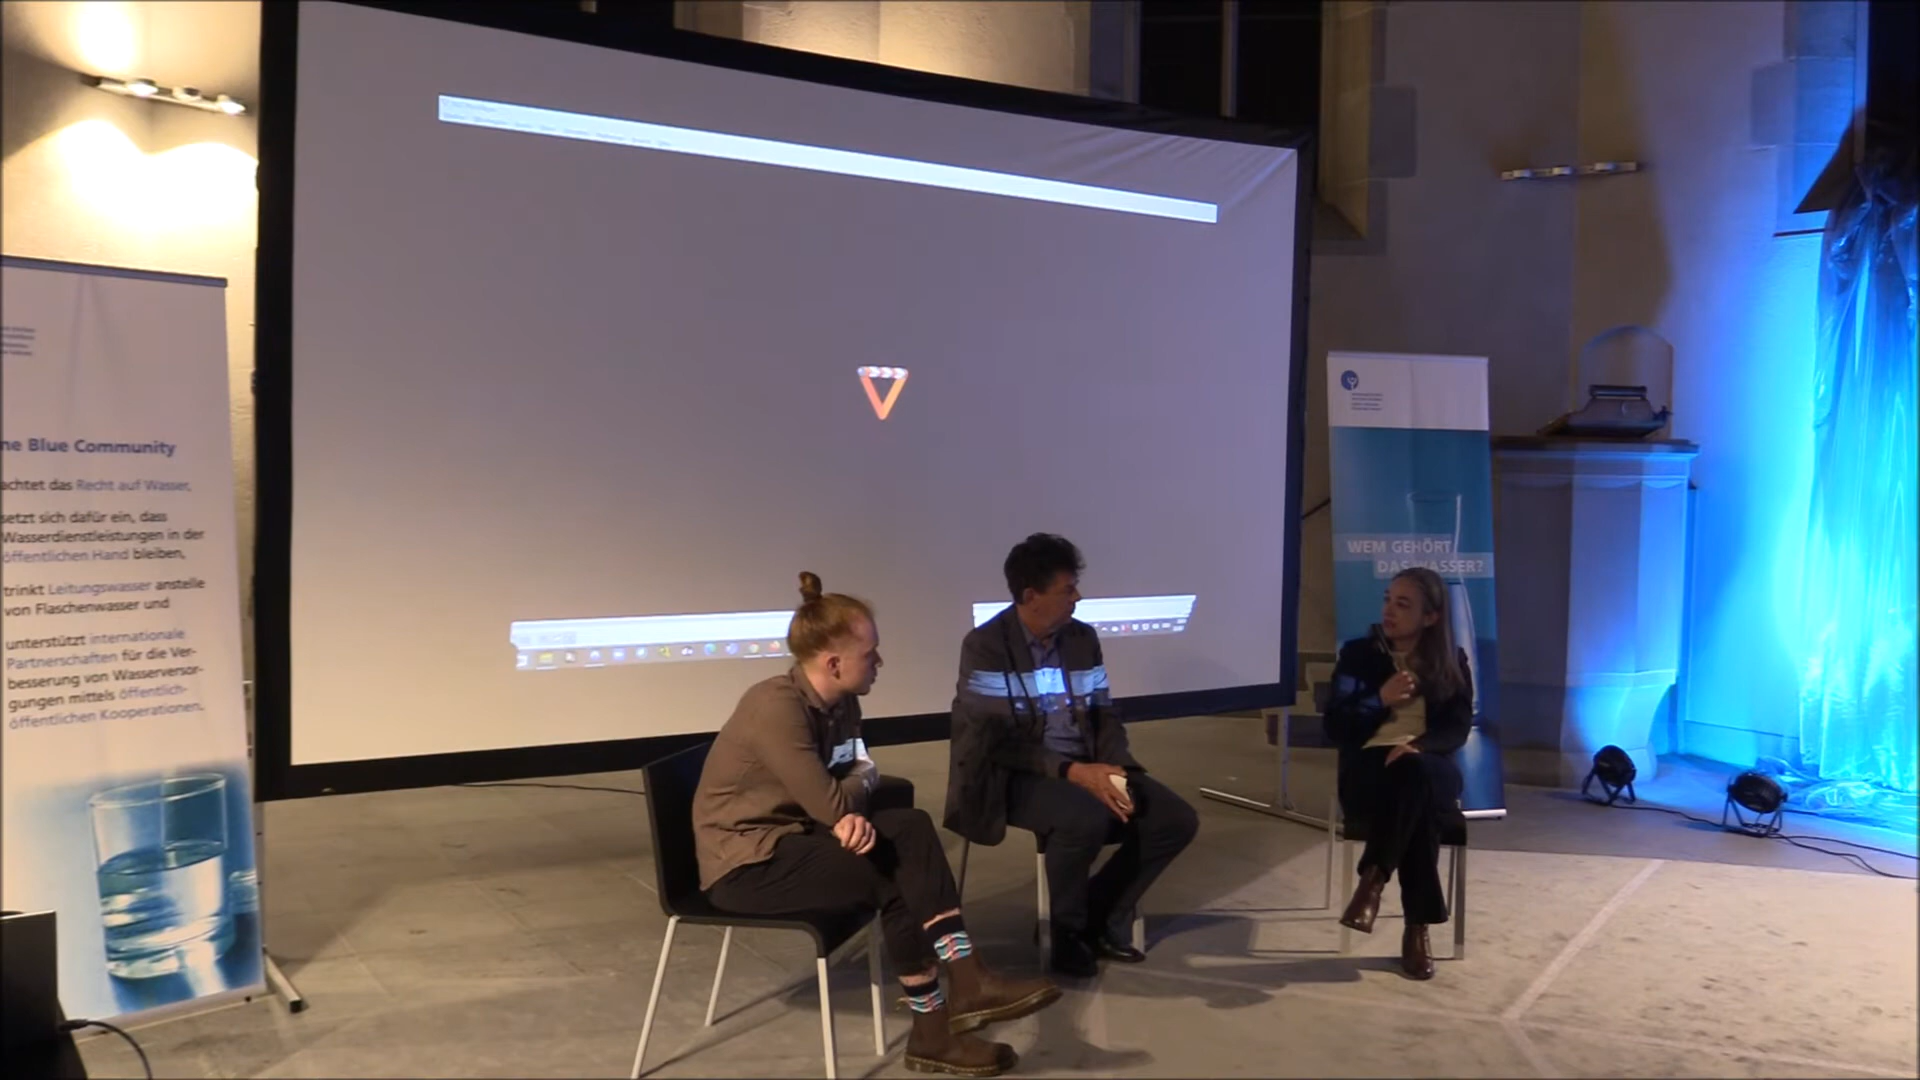 ne Blue Community
achtet das Recht auf Wasser,
setzt sich dafür ein, dass
Wasserdienstleistungen in der
öffentlichen Hand bleiben,
trinkt Leitungswasser anstelle
von Flaschenwasser und
unterstützt internationale
Partnerschaften für die Ver-
besserung von Wasserversor-
gungen mittels öffentlich-
öffentlichen Kooperationen.
WEM GEHÖRT
DAS WASSER?